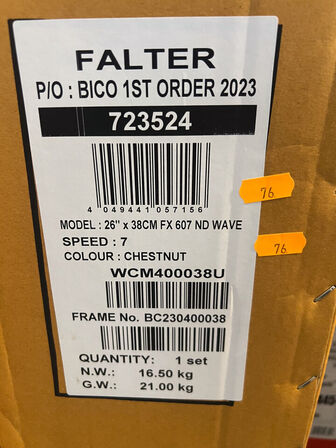 FALTER
P/O : BICO 1ST ORDER 2023
723524
4 049441 057156
76
MODEL : 26" x 38CM FX 607 ND WAVE
76
SPEED : 7
COLOUR : CHESTNUT
WCM400038U
FRAME No. BC230400038
QUANTITY: 1 set
N.W.: 16.50 kg
G.W.: 21.00 kg